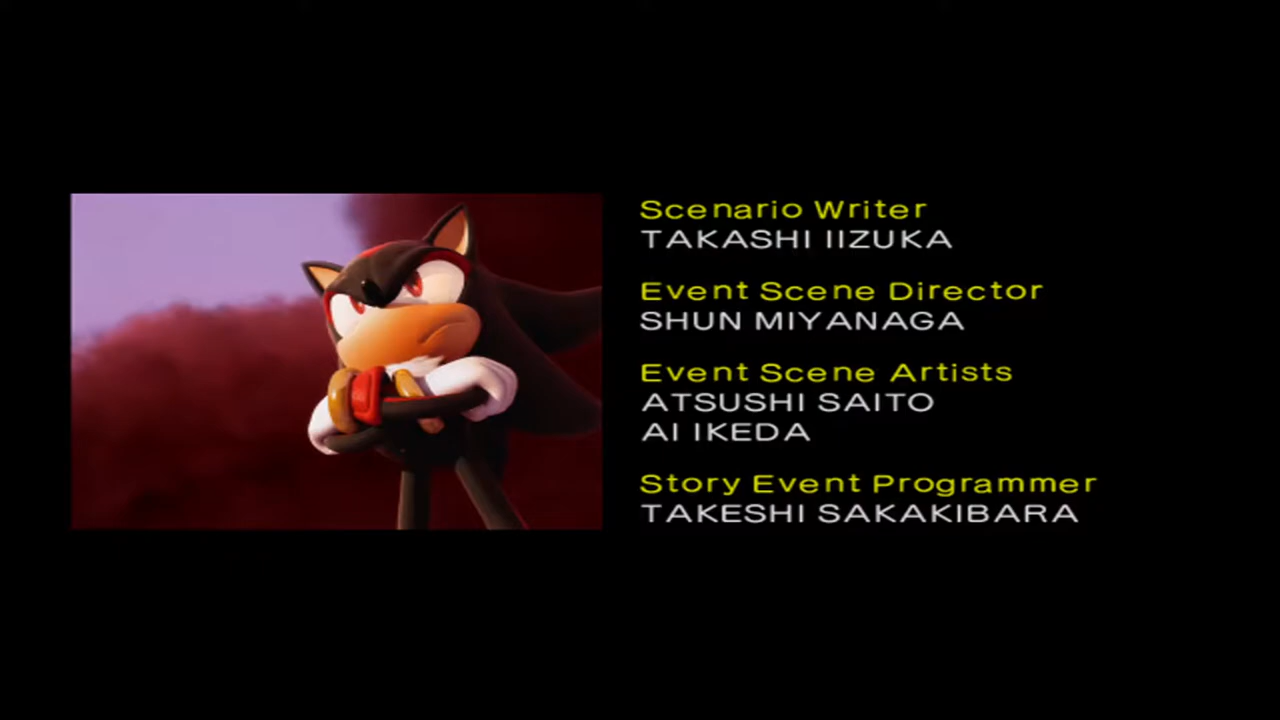 Scenario Writer
TAKASHI IIZUKA
Event Scene Director
SHUN MIYANAGA
Event Scene Artists
ATSUSHI SAITO
AI IKEDA
Story Event Programmer
TAKESHI SAKAKIBARA